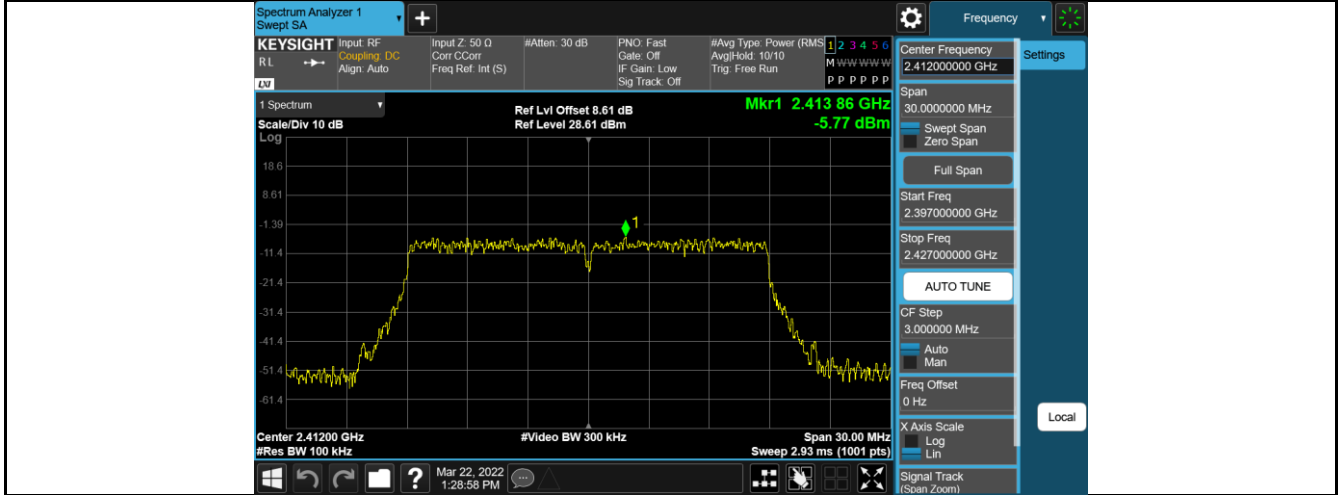 Spectrum Analyzer 1
Swept SA
+
Frequency
KEYSIGHT
R L
LXI
Input: RF
Coupling: DC
Align: Auto
Input Z: 50 Ω
Corr CCorr
Freq Ref: Int (S)
#Atten: 30 dB
PNO: Fast
Gate: Off
IF Gain: Low
Sig Track: Off
#Avg Type: Power (RMS
Avg|Hold: 10/10
Trig: Free Run
1 2 3 4 5 6
M W W W W W
P P P P P P
1 Spectrum
Scale/Div 10 dB
Log
Ref Lvl Offset 8.61 dB
Ref Level 28.61 dBm
Mkr1 2.413 86 GHz
-5.77 dBm
18.6
8.61
-1.39
-11.4
-21.4
-31.4
-41.4
-51.4
-61.4
1
Center 2.41200 GHz
#Res BW 100 kHz
#Video BW 300 kHz
Span 30.00 MHz
Sweep 2.93 ms (1001 pts)
?
Mar 22, 2022
1:28:58 PM
Center Frequency
2.412000000 GHz
Span
30.0000000 MHz
Swept Span
Zero Span
Full Span
Start Freq
2.397000000 GHz
Stop Freq
2.427000000 GHz
AUTO TUNE
CF Step
3.000000 MHz
Auto
Man
Freq Offset
0 Hz
X Axis Scale
Log
Lin
Signal Track
(Span Zoom)
Settings
Local